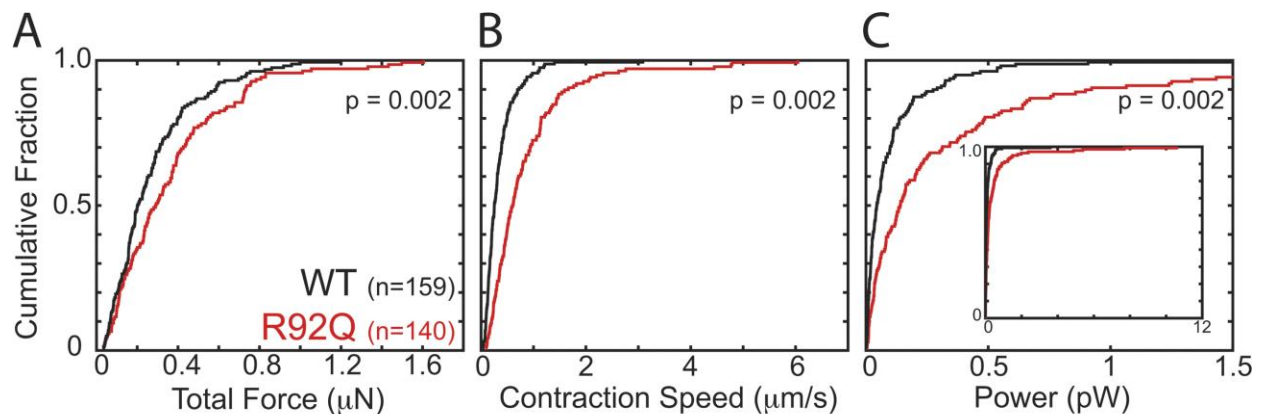 A
B
C
Cumulative Fraction
1.0
0.5
0
p = 0.002
WT (n=159)
R92Q (n=140)
0 0.4 0.8 1.2 1.6
Total Force (μN)
p = 0.002
0 2 4 6
Contraction Speed (μm/s)
p = 0.002
1.0
0
0 12
0 0.5 1 1.5
Power (pW)